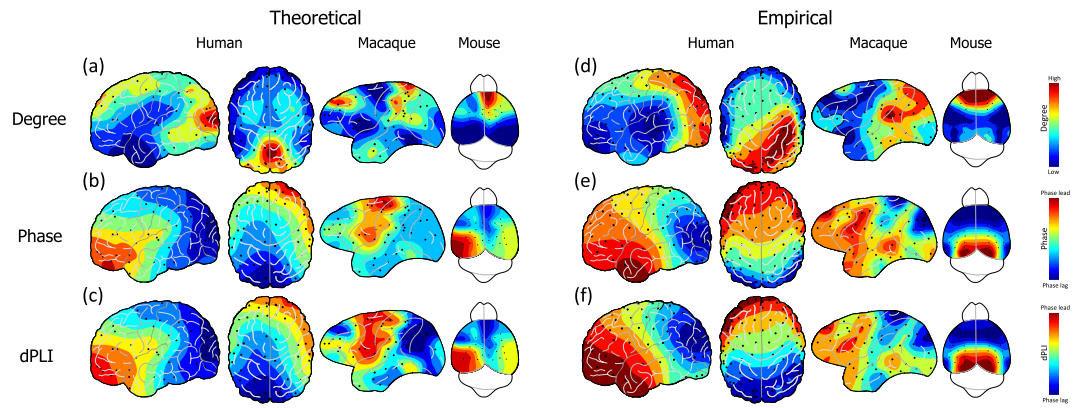 Theoretical
Empirical
Human Macaque Mouse
Human Macaque Mouse
(a)
(d)
Degree
High
Degree
Low
(b)
(e)
Phase
Phase lead
Phase
Phase lag
(c)
(f)
dPLI
Phase lead
dPLI
Phase lag